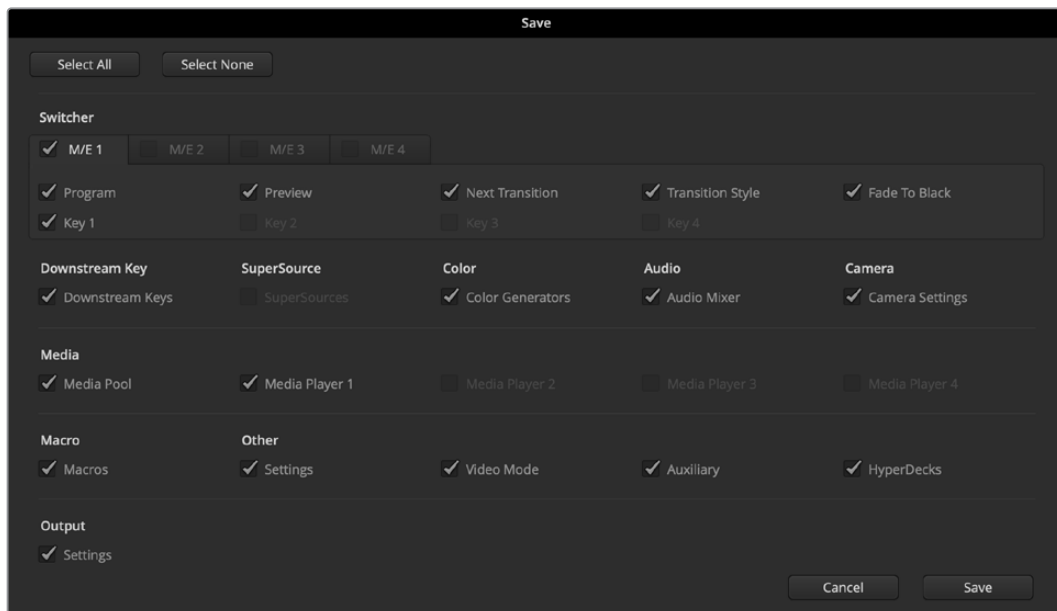 Save
Select All Select None
Switcher
M/E 1 M/E 2 M/E 3 M/E 4
Program Preview Next Transition Transition Style Fade To Black
Key 1 Key 2 Key 3 Key 4
Downstream Key SuperSource Color Audio Camera
Downstream Keys SuperSources Color Generators Audio Mixer Camera Settings
Media
Media Pool Media Player 1 Media Player 2 Media Player 3 Media Player 4
Macro Other
Macros Settings Video Mode Auxiliary HyperDecks
Output
Settings
Cancel Save